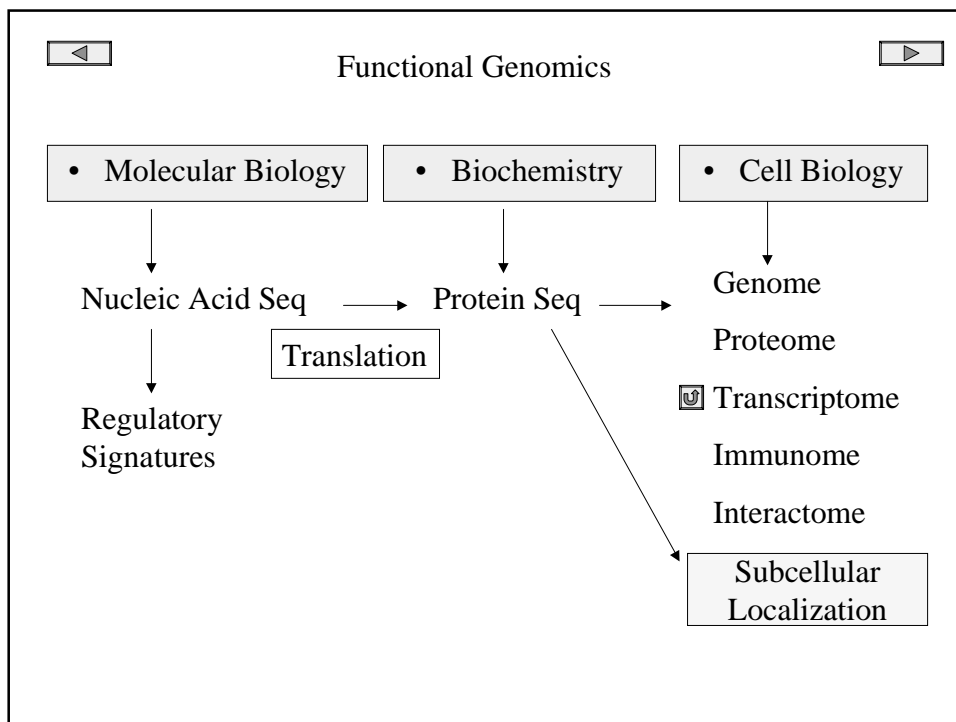 Functional Genomics
• Molecular Biology
• Biochemistry
• Cell Biology
Nucleic Acid Seq
Protein Seq
Genome
Translation
Proteome
Regulatory
Signatures
Transcriptome
Immunome
Interactome
Subcellular
Localization